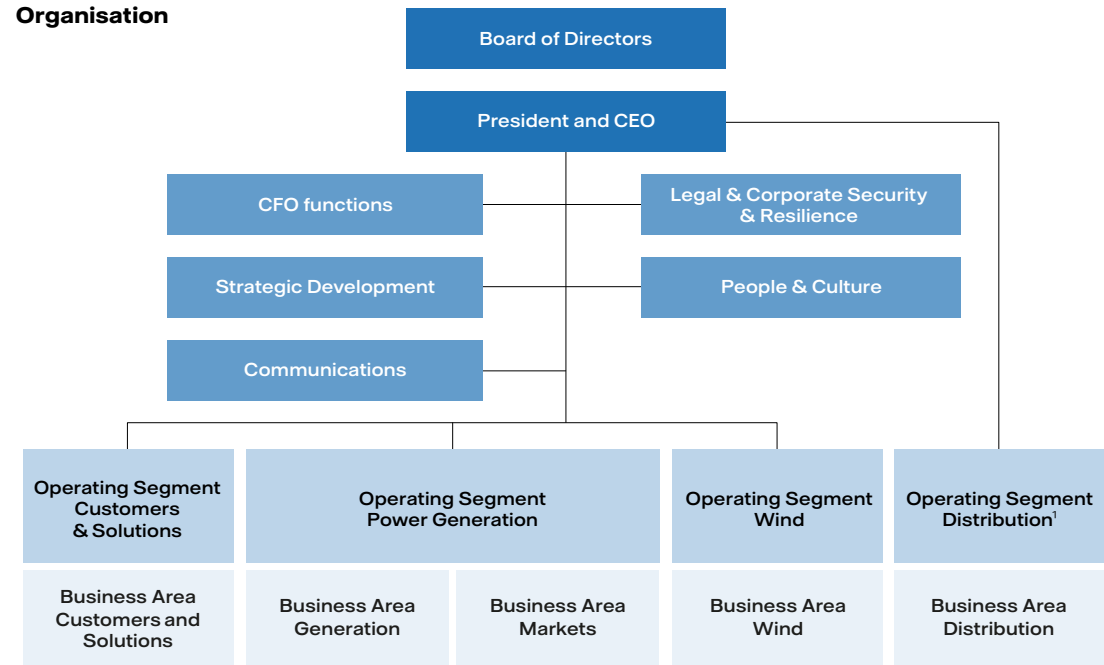 Organisation
Board of Directors
President and CEO
CFO functions
Legal & Corporate Security
& Resilience
Strategic Development
People & Culture
Communications
Operating Segment
Customers
& Solutions
Operating Segment
Power Generation
Operating Segment
Wind
Operating Segment
Distribution¹
Business Area
Customers and
Solutions
Business Area
Generation
Business Area
Markets
Business Area
Wind
Business Area
Distribution